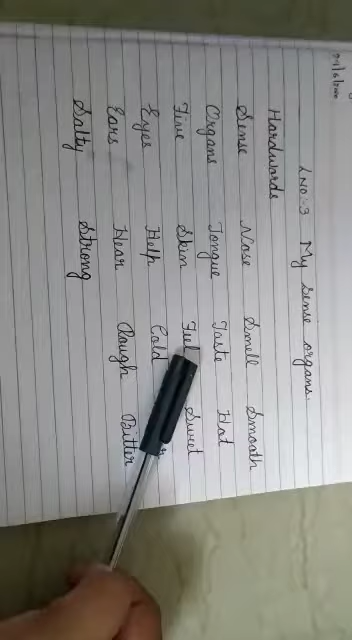 L NO:-3 My sense organs.
Hardwords
Sense Nose Smell Smooth
Organs Tongue Taste Hot
Five Skin Feel Sweet
Eyes Help Cold
Ears Hear Rough Bitter
Salty Strong